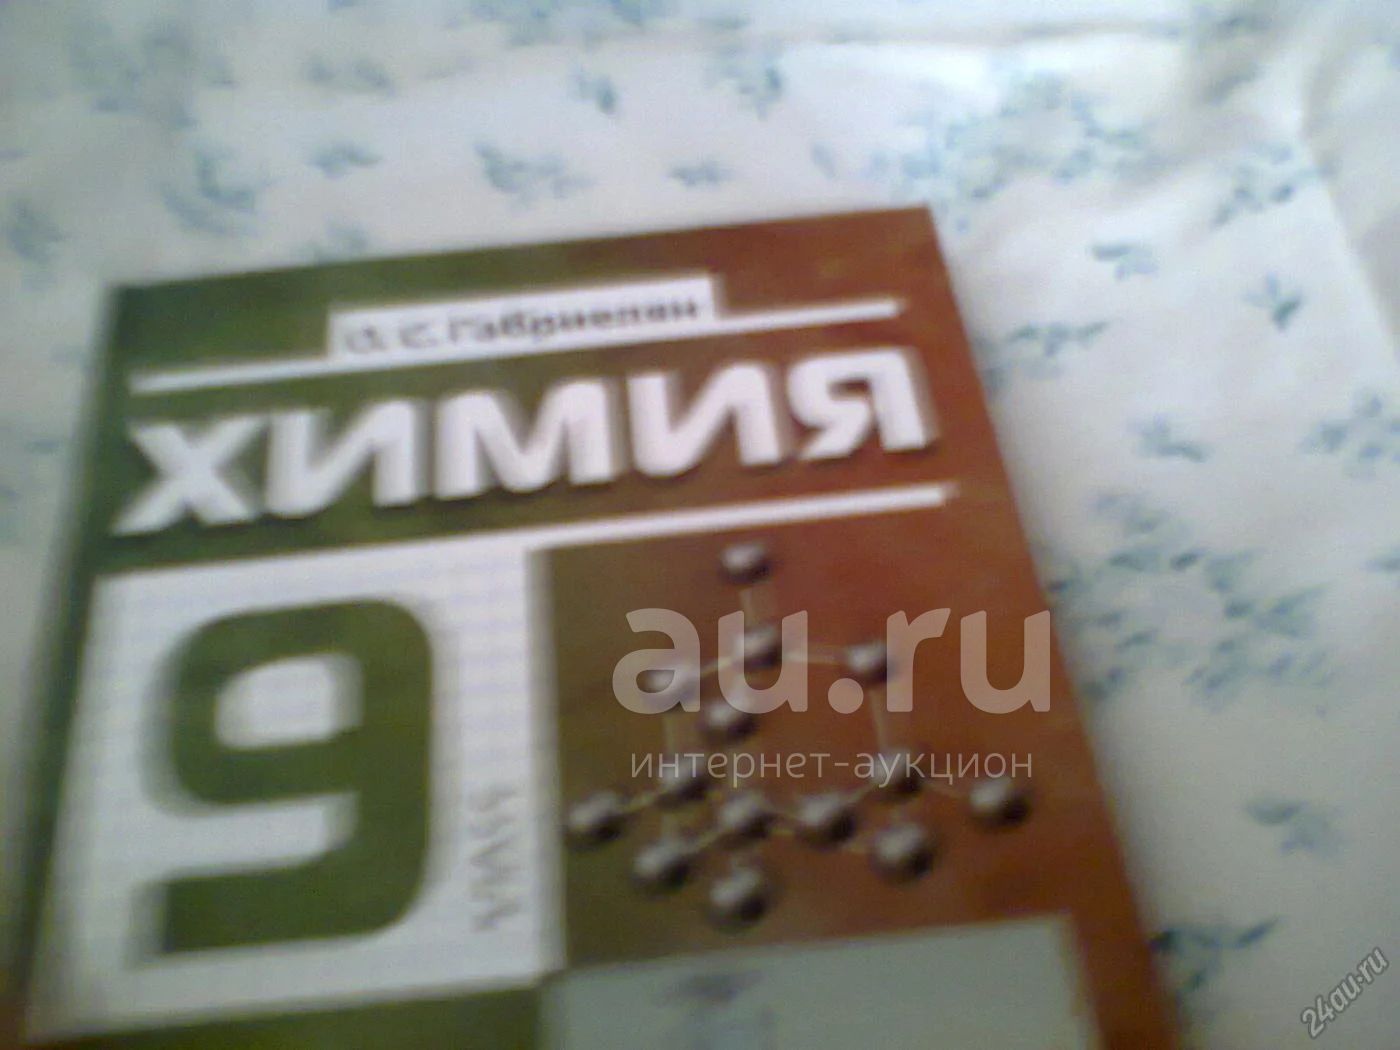 О. С. Габриелян
ХИМИЯ
9
класс
au.ru
интернет-аукцион
24au.ru